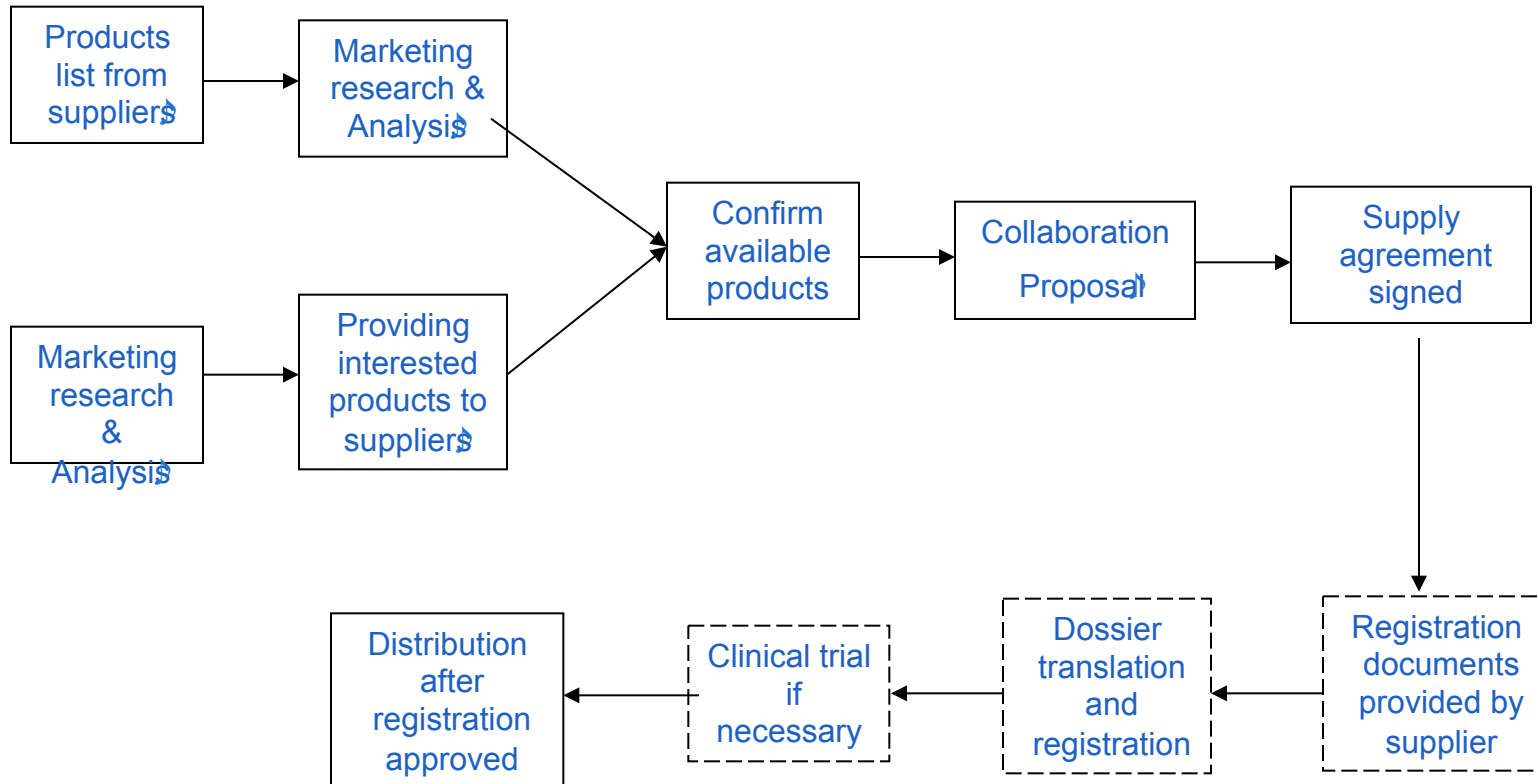 Products
list from
suppliers
Marketing
research &
Analysis
Marketing
research
&
Analysis
Providing
interested
products to
suppliers
Confirm
available
products
Collaboration
Proposal
Supply
agreement
signed
Registration
documents
provided by
supplier
Dossier
translation
and
registration
Clinical trial
if
necessary
Distribution
after
registration
approved